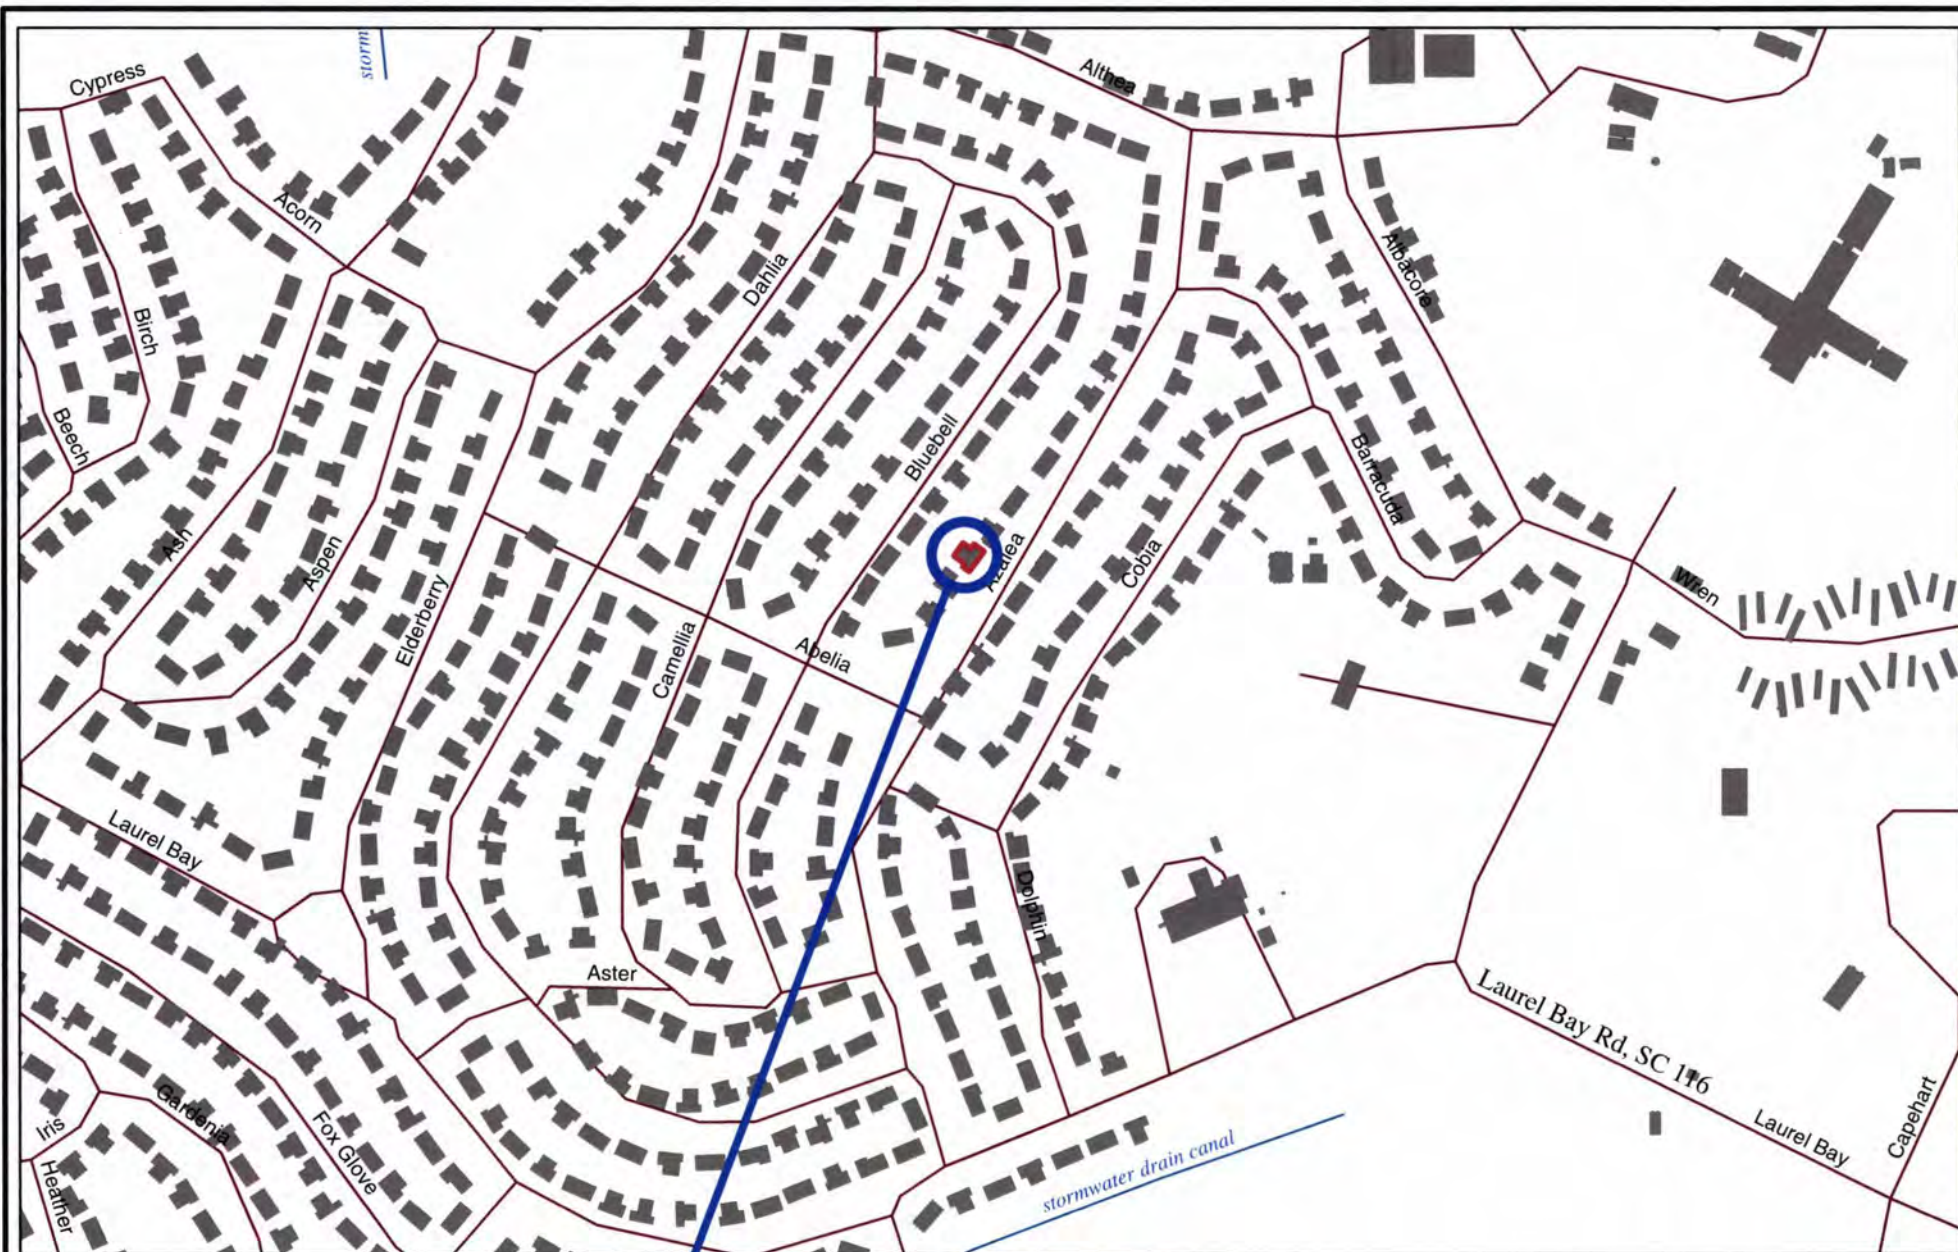 storm
Cypress
Althea
Acorn
Albacore
Dahlia
Birch
Beech
Bluebell
Barracuda
Ash
Aspen
Azalea
Cobia
Elderberry
Wren
Camellia
Abelia
Laurel Bay
Dolphin
Aster
Laurel Bay Rd, SC 116
Gardenia
Iris
Fox Glove
Heather
stormwater drain canal
Laurel Bay
Capehart